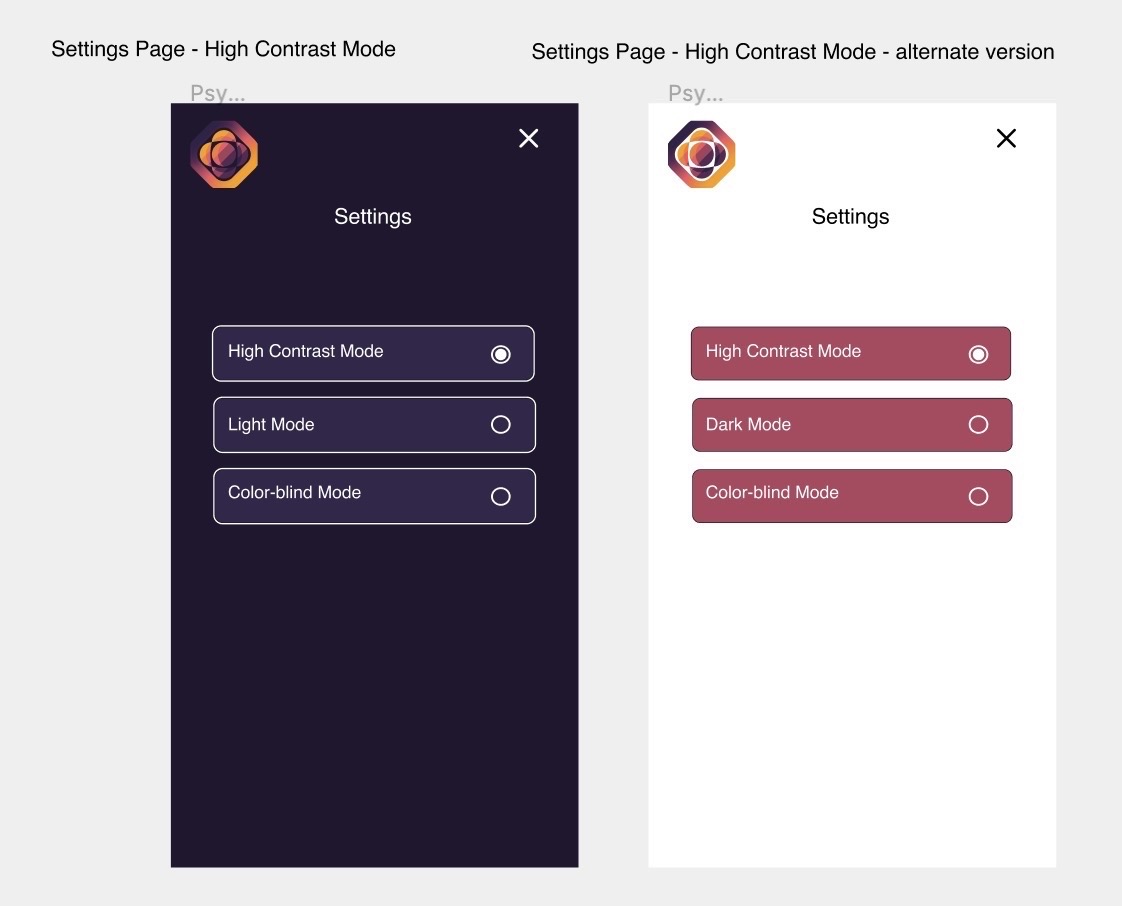 Settings Page - High Contrast Mode
Settings Page - High Contrast Mode - alternate version
Psy...
Settings
High Contrast Mode
Light Mode
Color-blind Mode
Psy...
Settings
High Contrast Mode
Dark Mode
Color-blind Mode